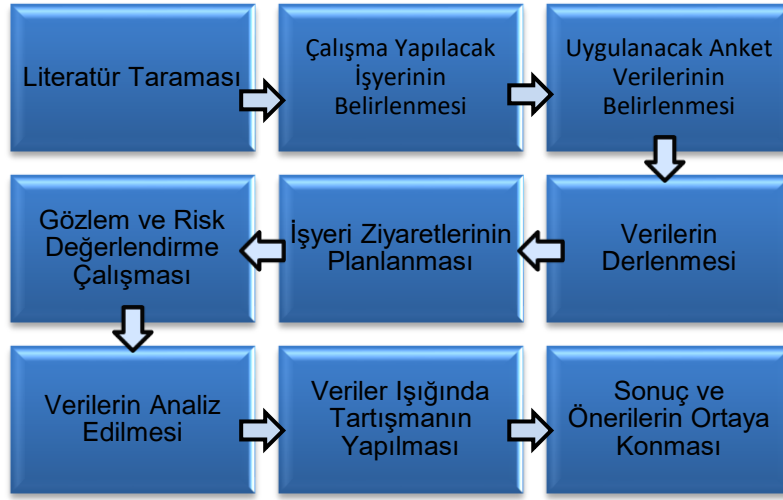 Literatür Taraması
Çalışma Yapılacak
İşyerinin
Belirlenmesi
Uygulanacak Anket
Verilerinin
Belirlenmesi
Verilerin
Derlenmesi
İşyeri Ziyaretlerinin
Planlanması
Gözlem ve Risk
Değerlendirme
Çalışması
Verilerin Analiz
Edilmesi
Veriler Işığında
Tartışmanın
Yapılması
Sonuç ve
Önerilerin Ortaya
Konması